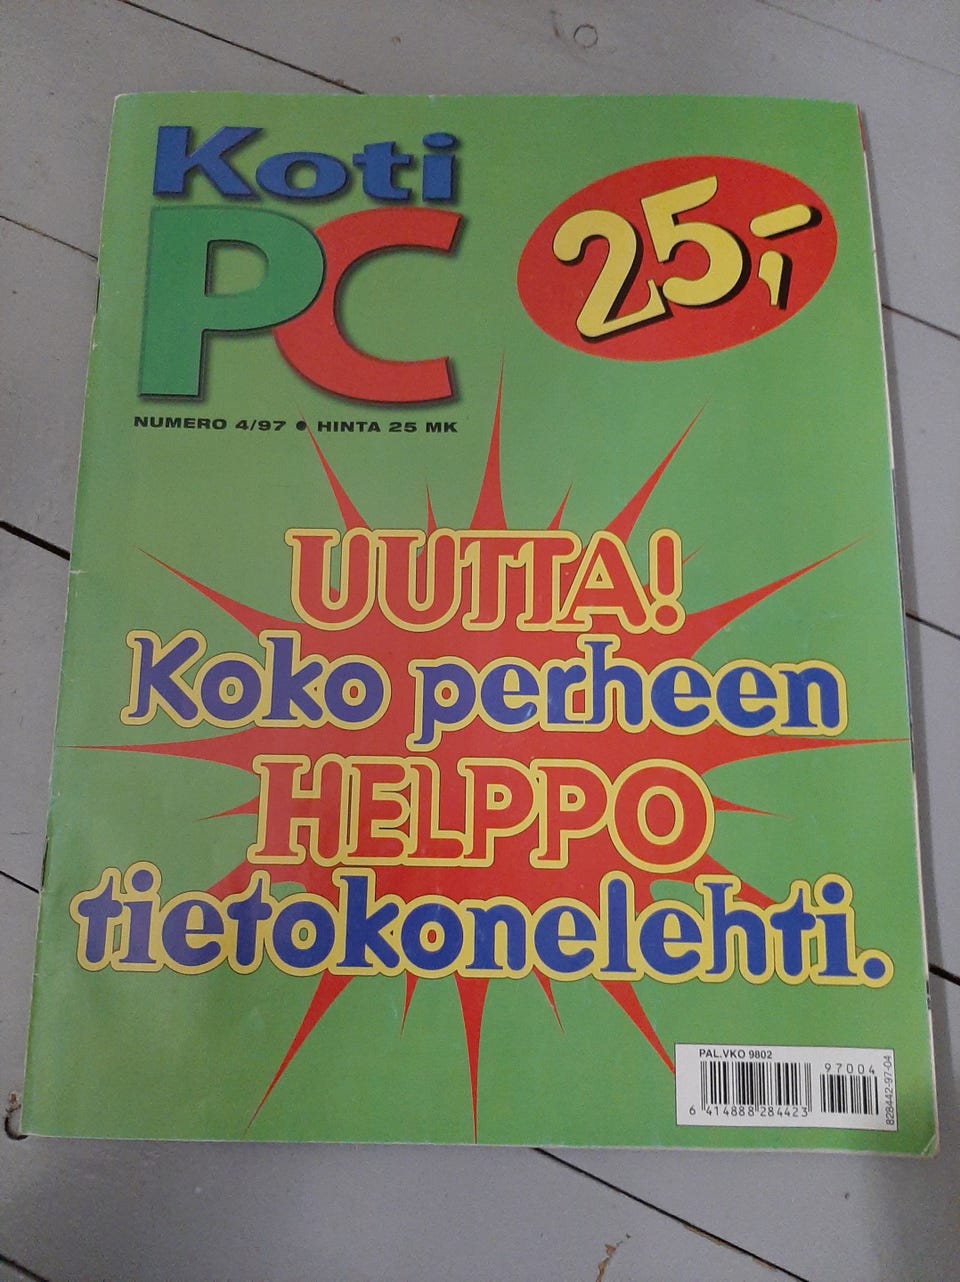 Koti
PC
25,-
NUMERO 4/97 ● HINTA 25 MK
UUTTA!
Koko perheen
HELPPO
tietokonelehti.
PAL.VKO 9802
97004
6 414888 284423
828442-97-04